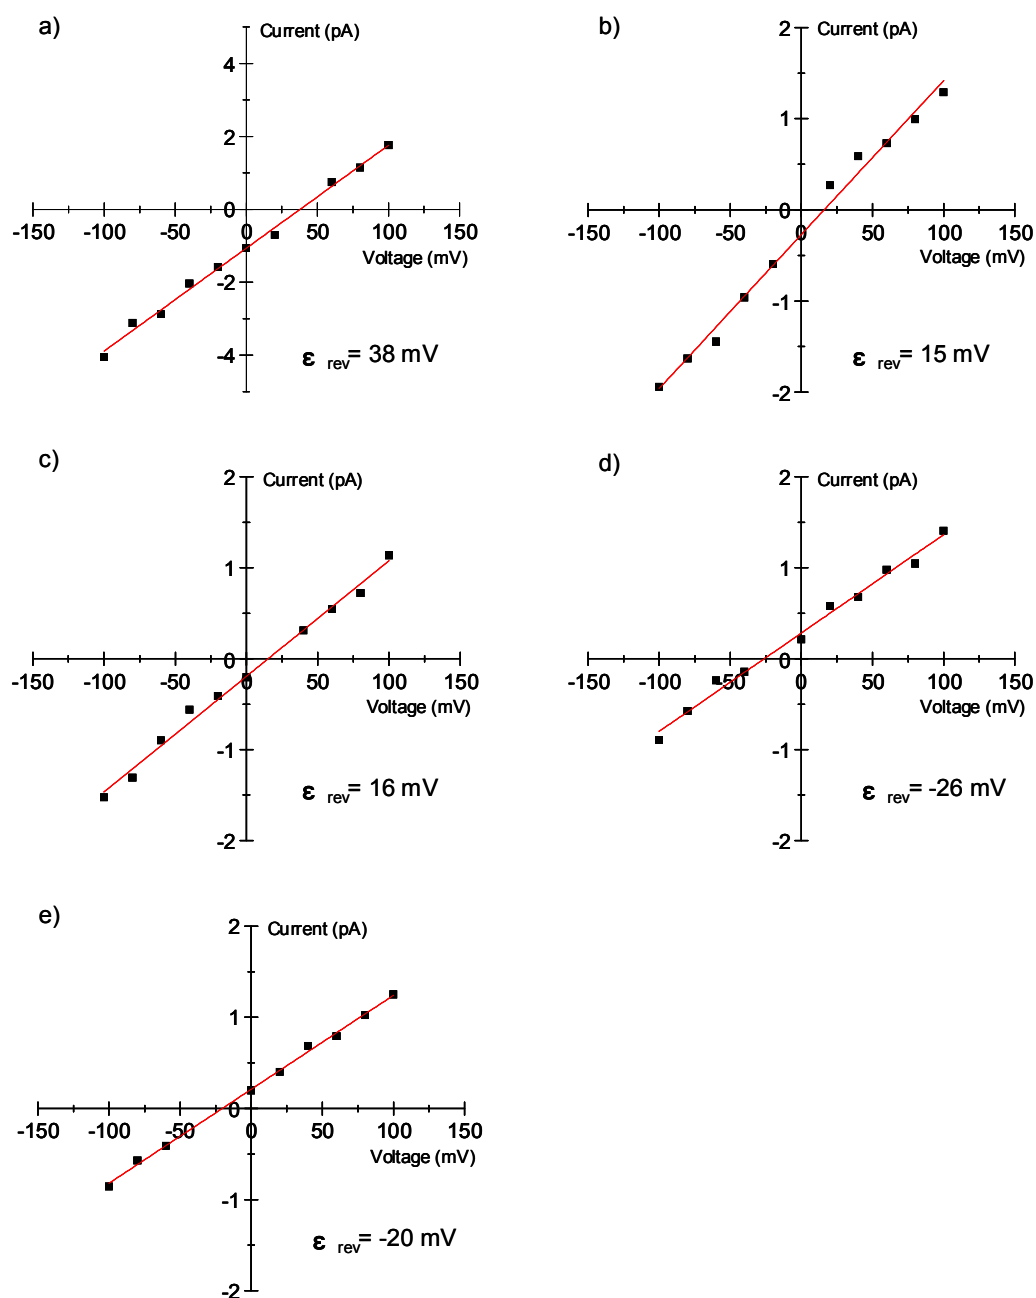 a)
Current (pA)
4
2
0
-150 -100 -50 0 50 100 150
Voltage (mV)
-2
-4
ε rev= 38 mV
b)
2
Current (pA)
1
0
-150 -100 -50 0 50 100 150
Voltage (mV)
-1
-2
ε rev= 15 mV
c)
2
Current (pA)
1
0
-150 -100 -50 0 50 100 150
Voltage (mV)
-1
-2
ε rev= 16 mV
d)
2
Current (pA)
1
0
-150 -100 -50 0 50 100 150
Voltage (mV)
-1
-2
ε rev= -26 mV
e)
2
Current (pA)
1
0
-150 -100 -50 0 50 100 150
Voltage (mV)
-1
-2
ε rev= -20 mV